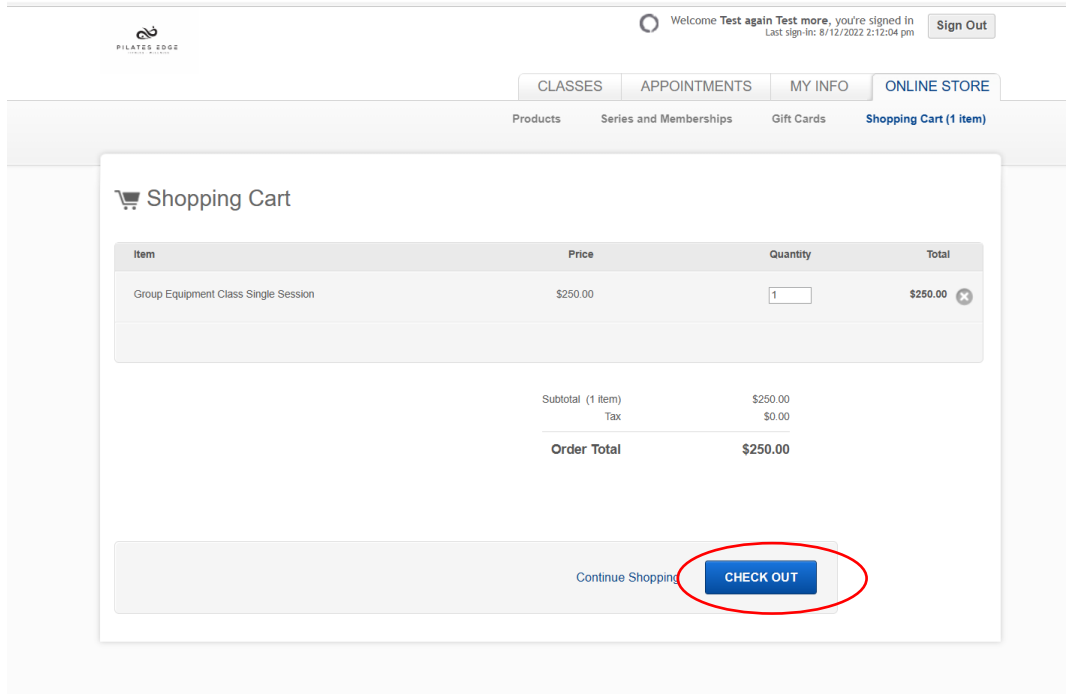 PILATES EDGE
Welcome Test again Test more, you're signed in
Last sign-in: 8/12/2022 2:12:04 pm
Sign Out
CLASSES APPOINTMENTS MY INFO ONLINE STORE
Products Series and Memberships Gift Cards Shopping Cart (1 item)
Shopping Cart
Item Price Quantity Total
Group Equipment Class Single Session $250.00 1 $250.00
Subtotal (1 item) $250.00
Tax $0.00
Order Total $250.00
Continue Shopping CHECK OUT